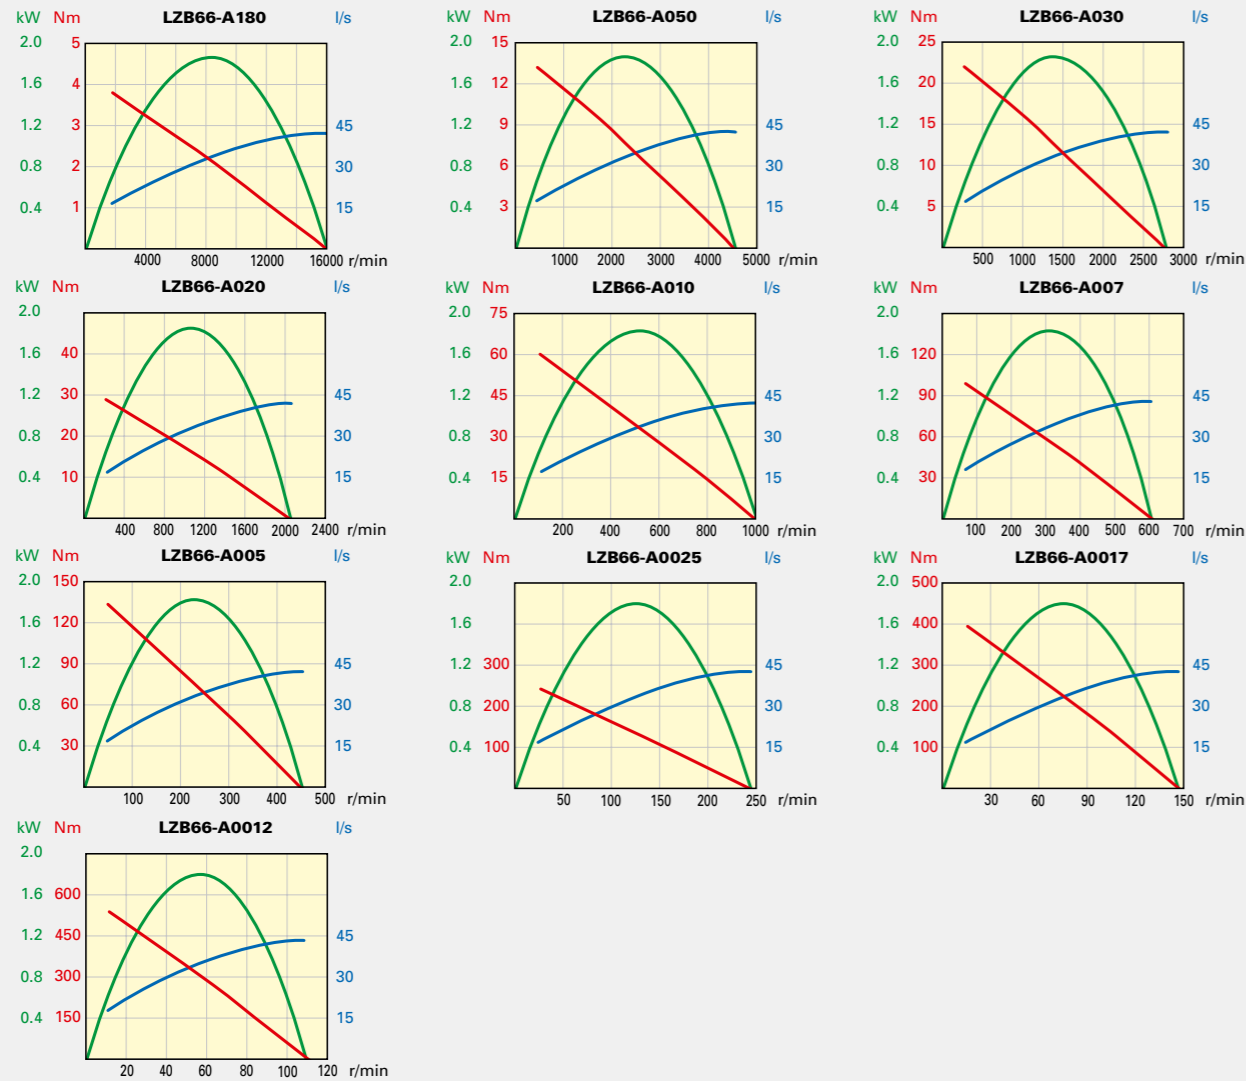 kW Nm LZB66-A180 l/s
2.0 5
1.6 4
1.2 3 45
0.8 2 30
0.4 1 15
4000 8000 12000 16000 r/min
kW Nm LZB66-A050 l/s
2.0 15
1.6 12
1.2 9 45
0.8 6 30
0.4 3 15
1000 2000 3000 4000 5000 r/min
kW Nm LZB66-A030 l/s
2.0 25
1.6 20
1.2 15 45
0.8 10 30
0.4 5 15
500 1000 1500 2000 2500 3000 r/min
kW Nm LZB66-A020 l/s
2.0
1.6 40
1.2 30 45
0.8 20 30
0.4 10 15
400 800 1200 1600 2000 2400 r/min
kW Nm LZB66-A010 l/s
2.0 75
1.6 60
1.2 45 45
0.8 30 30
0.4 15 15
200 400 600 800 1000 r/min
kW Nm LZB66-A007 l/s
2.0
1.6 120
1.2 90 45
0.8 60 30
0.4 30 15
100 200 300 400 500 600 700 r/min
kW Nm LZB66-A005 l/s
2.0 150
1.6 120
1.2 90 45
0.8 60 30
0.4 30 15
100 200 300 400 500 r/min
kW Nm LZB66-A0025 l/s
2.0
1.6
1.2 300 45
0.8 200 30
0.4 100 15
50 100 150 200 250 r/min
kW Nm LZB66-A0017 l/s
2.0 500
1.6 400
1.2 300 45
0.8 200 30
0.4 100 15
30 60 90 120 150 r/min
kW Nm LZB66-A0012 l/s
2.0
1.6 600
1.2 450 45
0.8 300 30
0.4 150 15
20 40 60 80 100 120 r/min